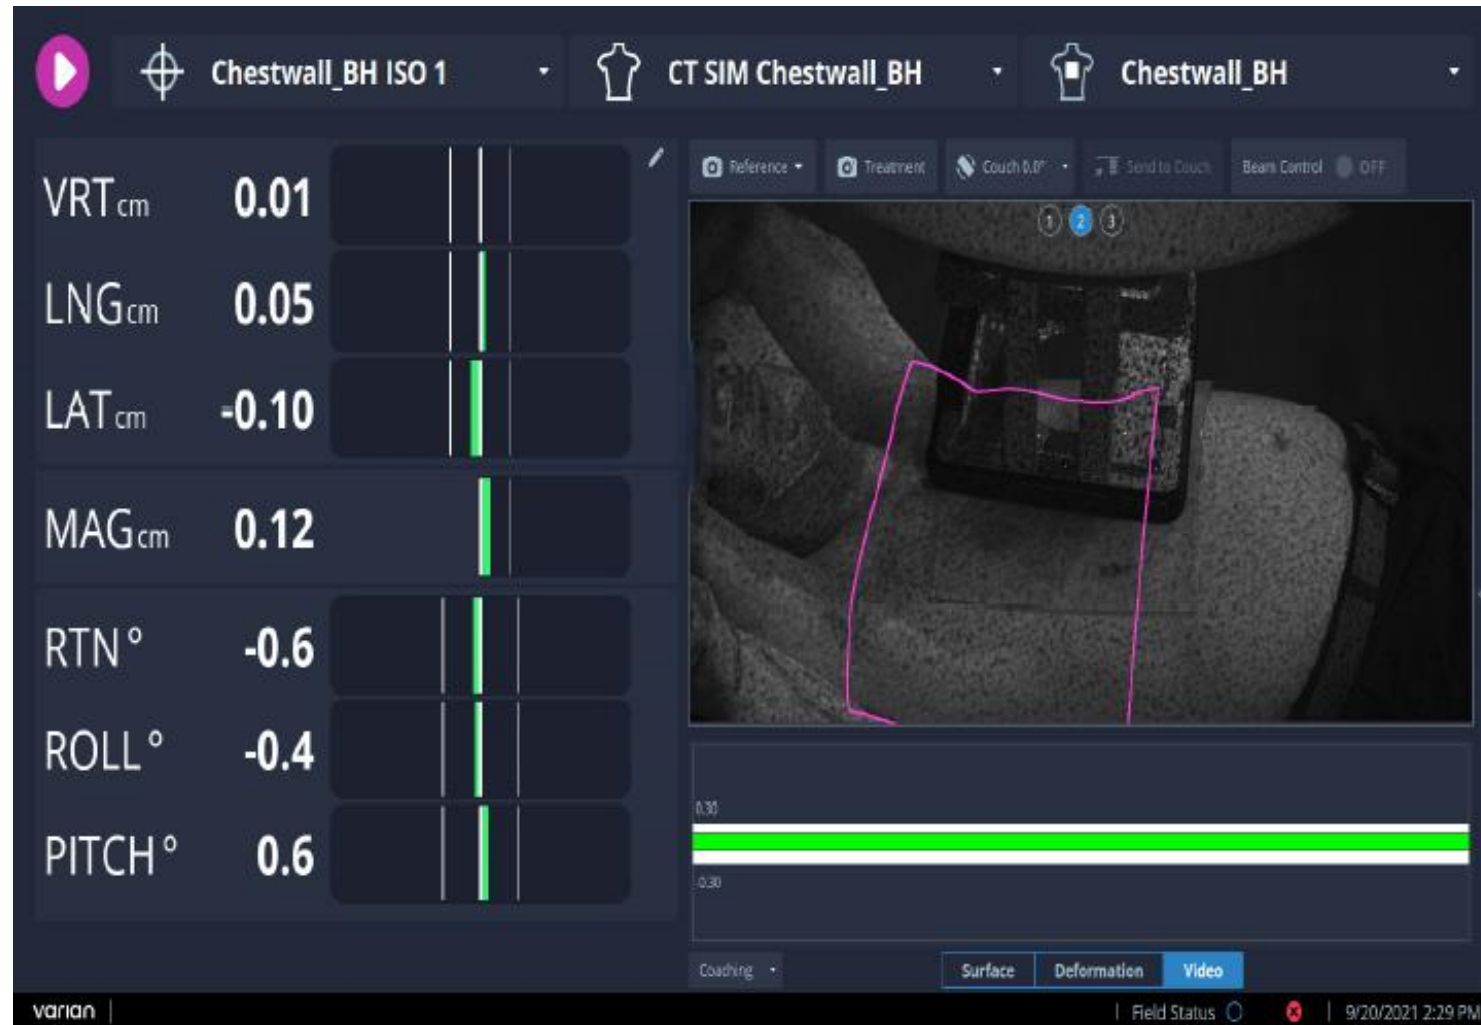 Chestwall_BH ISO 1
CT SIM Chestwall_BH
Chestwall_BH
VRT cm 0.01
LNG cm 0.05
LAT cm -0.10
MAG cm 0.12
RTN° -0.6
ROLL° -0.4
PITCH° 0.6
Reference
Treatment
Couch 0.0°
Send to Couch
Beam Control OFF
1 2 3
0.30
-0.30
Coaching
Surface Deformation Video
varian
Field Status
9/20/2021 2:29 PM